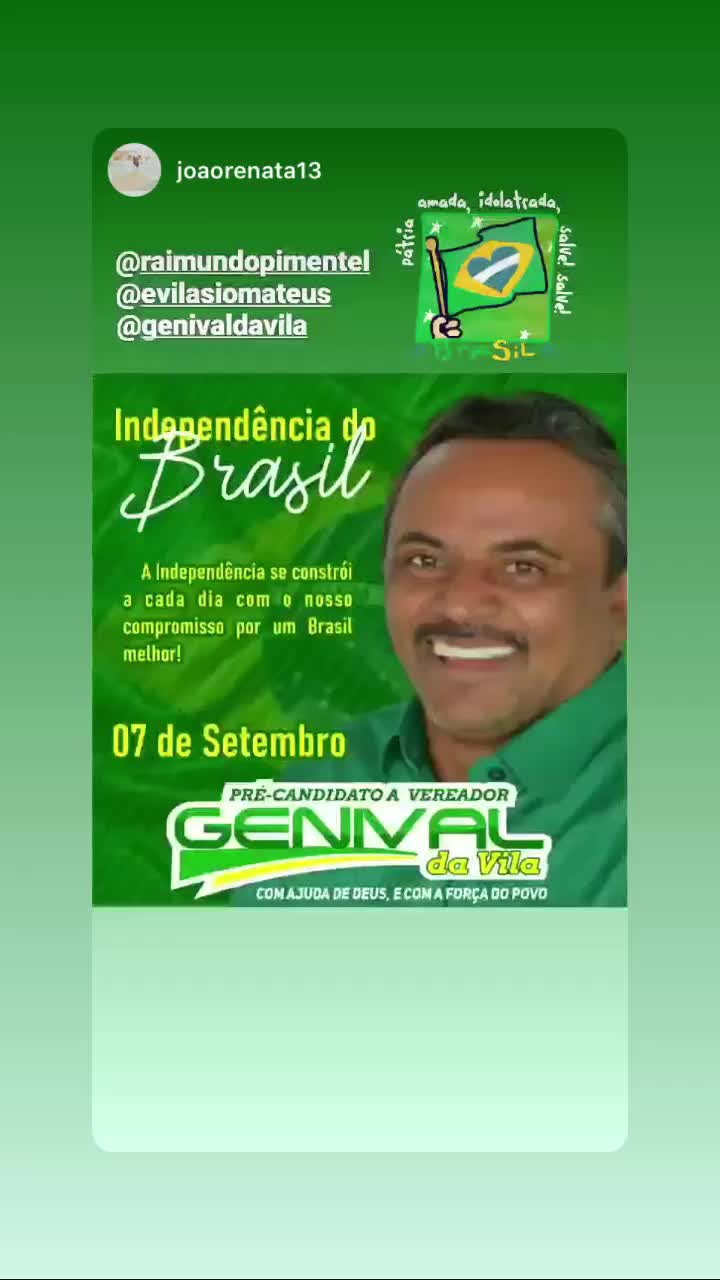 joaorenata13
pátria amada, idolatrada, salve! salve!
@raimundopimentel
@evilasiomateus
@genivaldavila
BRASIL
Independência do
Brasil
A Independência se constrói
a cada dia com o nosso
compromisso por um Brasil
melhor!
07 de Setembro
PRÉ-CANDIDATO A VEREADOR
GENIVAL
da Vila
COM AJUDA DE DEUS, E COM A FORÇA DO POVO